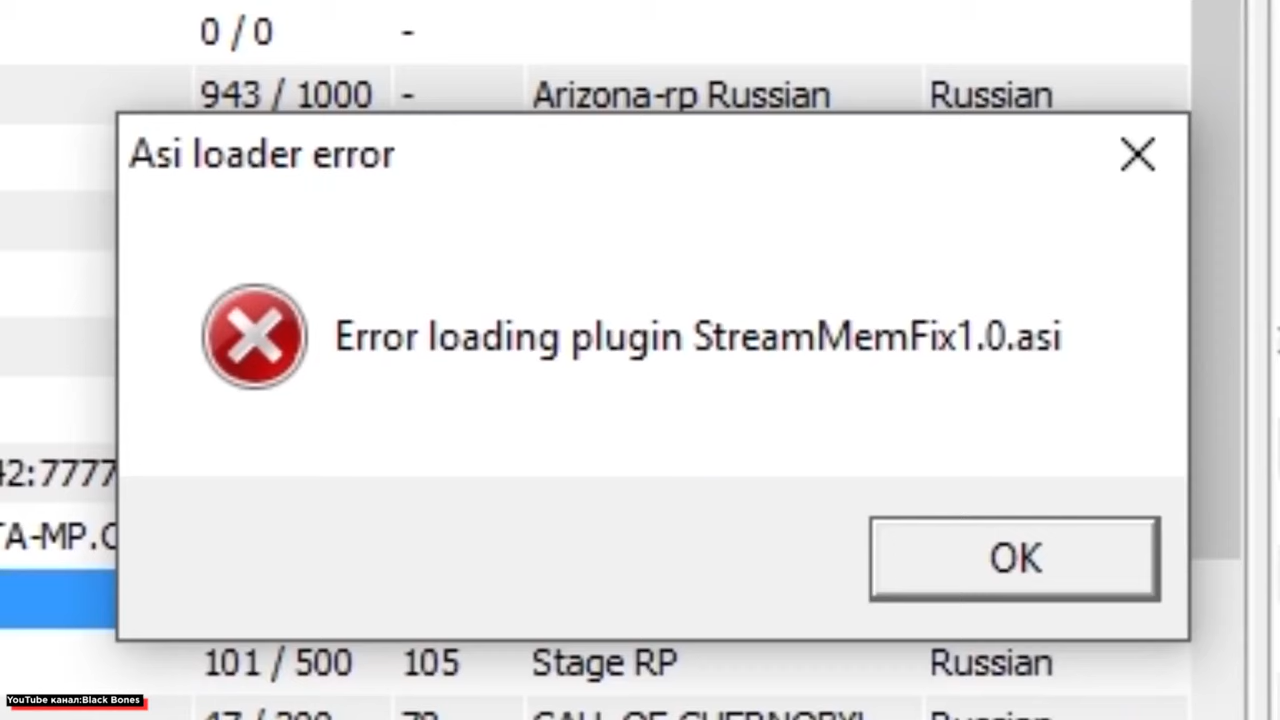 0 / 0 -
943 / 1000 - Arizona-rp Russian Russian
Asi loader error
Error loading plugin StreamMemFix1.0.asi
42:7777
TA-MP.C
OK
101 / 500 105 Stage RP Russian
YouTube канал:Black Bones